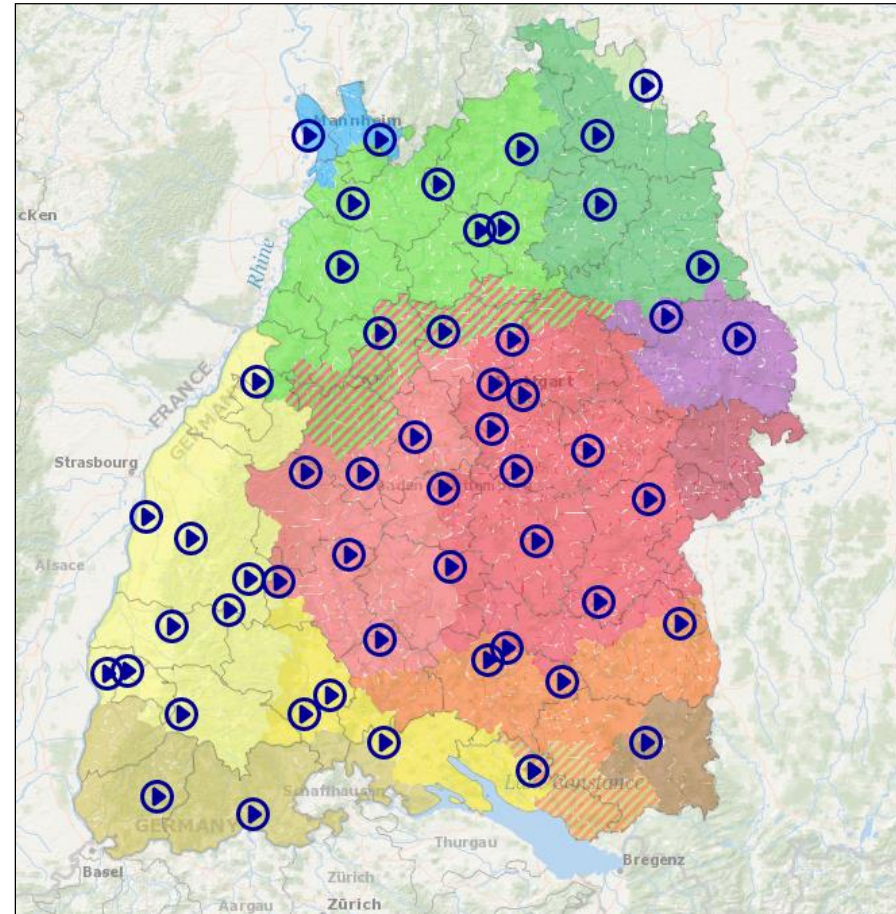 Mannheim
cken
Rhine
FRANCE
GERMANY
Strasbourg
Alsace
Lake Constance
Schaffhausen
GERMANY
Thurgau
Bregenz
Basel
Zürich
Aargau
Zürich